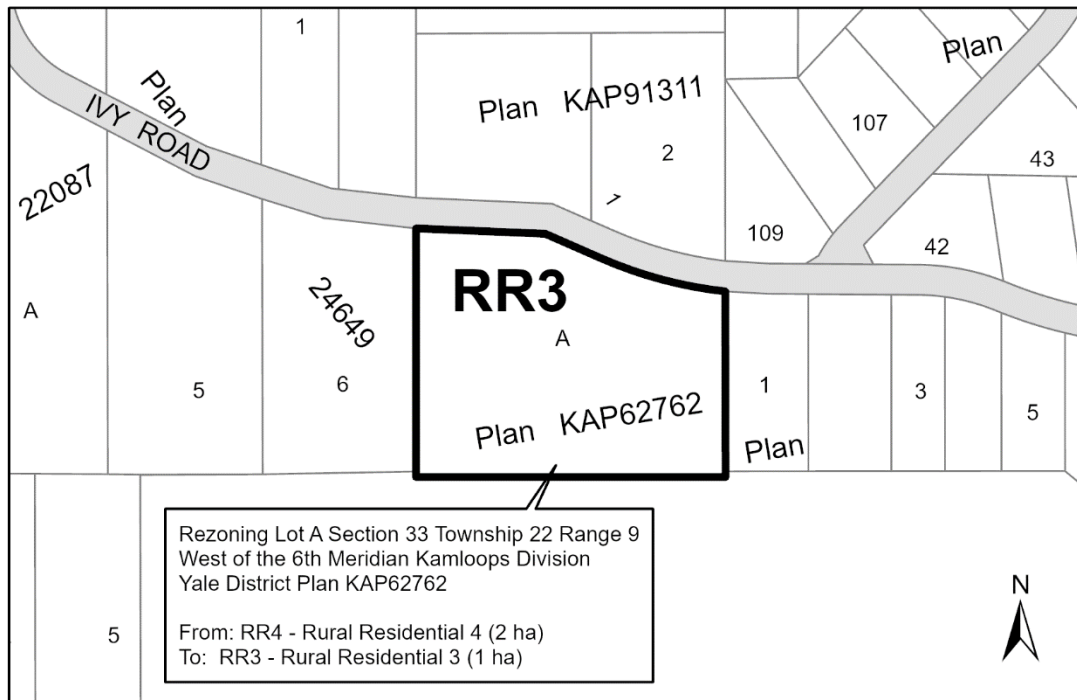 1
Plan
Plan KAP91311
Plan
IVY ROAD
107
2
43
22087
1
109
42
RR3
24649
A
A
5
6
1
3
5
Plan KAP62762
Plan
Rezoning Lot A Section 33 Township 22 Range 9
West of the 6th Meridian Kamloops Division
Yale District Plan KAP62762
From: RR4 - Rural Residential 4 (2 ha)
To: RR3 - Rural Residential 3 (1 ha)
5
N